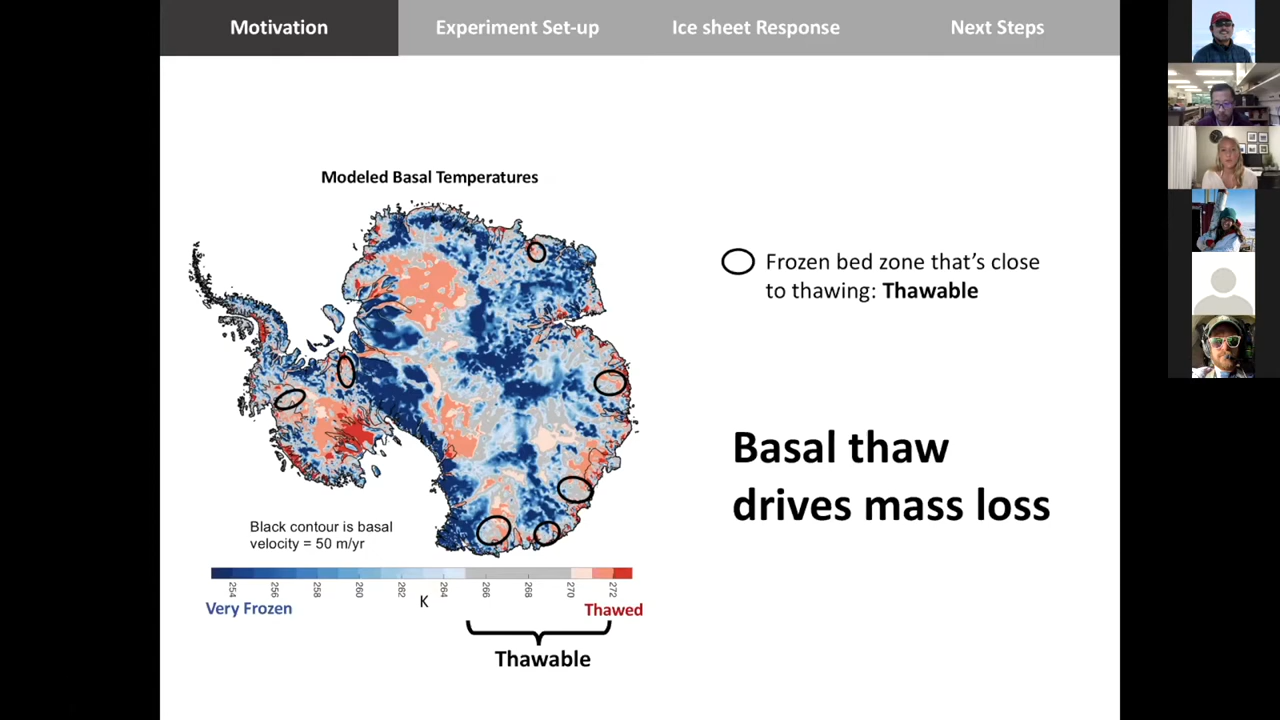 Motivation
Experiment Set-up
Ice sheet Response
Next Steps
Modeled Basal Temperatures
Frozen bed zone that's close
to thawing: Thawable
Basal thaw
drives mass loss
Black contour is basal
velocity = 50 m/yr
254 256 258 260 262 264 266 268 270 272
K
Very Frozen
Thawed
Thawable